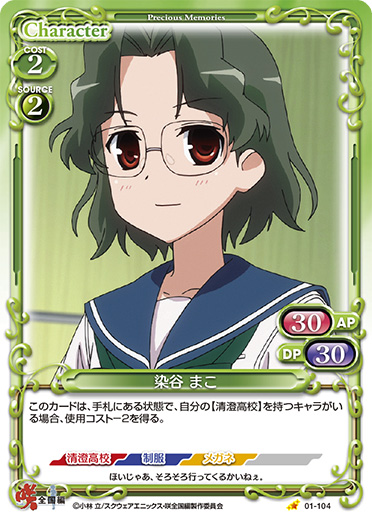 Precious Memories
Character
COST
2
SOURCE
2
30 AP
DP 30
染谷 まこ
このカードは、手札にある状態で、自分の【清澄高校】を持つキャラがい
る場合、使用コスト−2を得る。
清澄高校 制服 メガネ
ほいじゃあ、そろそろ行ってくるかいねぇ。
咲 全国編
©小林 立/スクウェアエニックス・咲全国編製作委員会
01-104